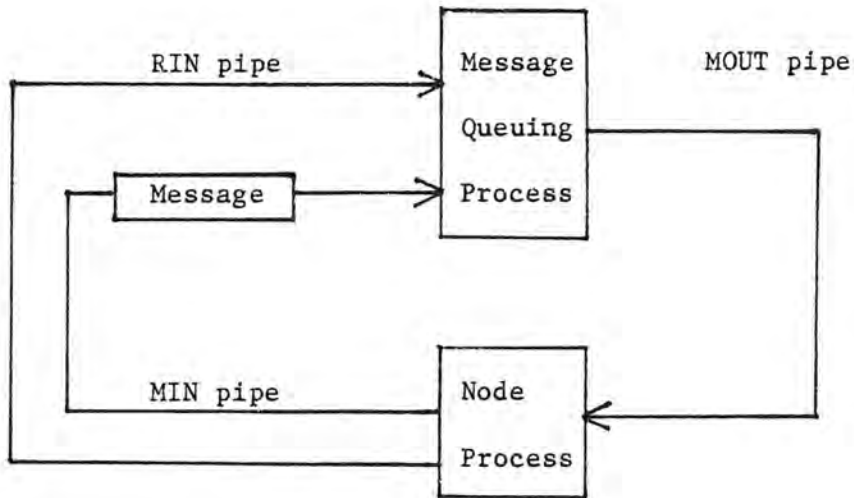 RIN pipe
Message
Queuing
Process
MOUT pipe
Message
MIN pipe
Node
Process